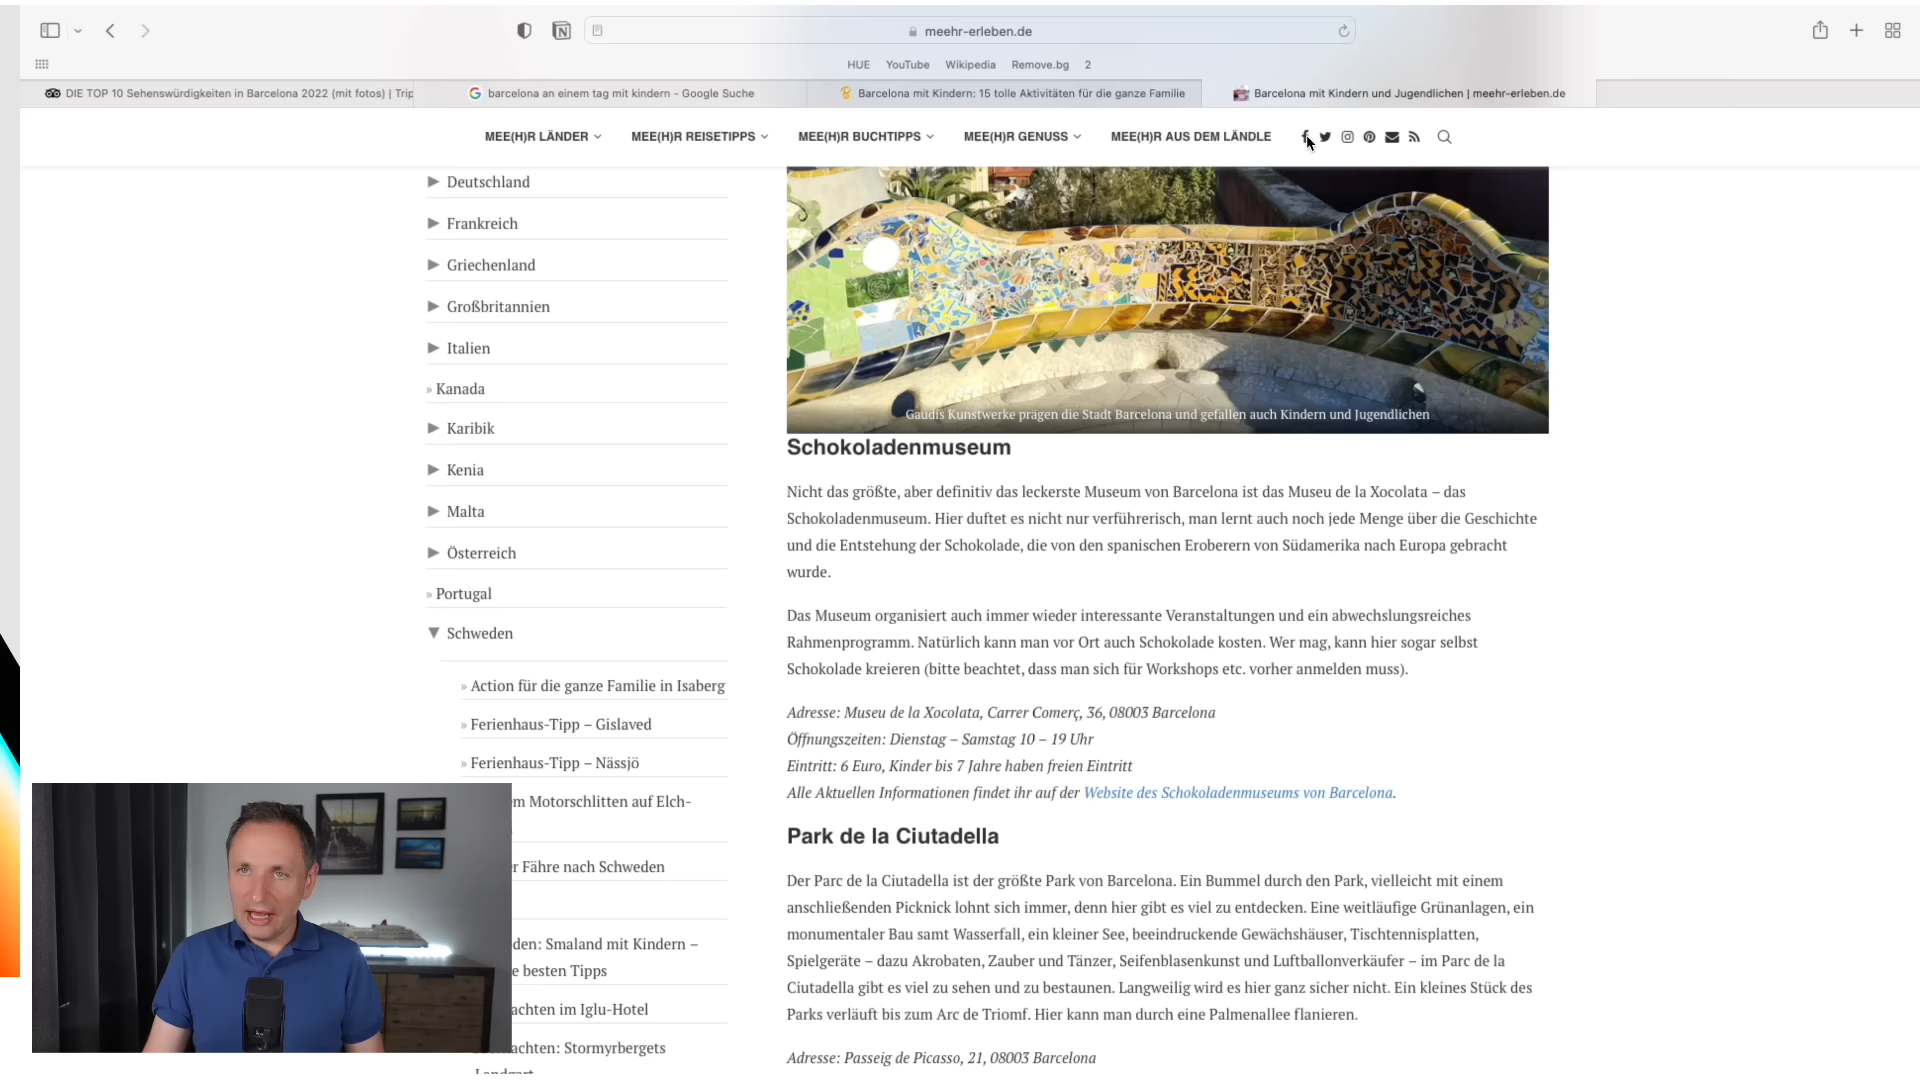 meehr-erleben.de
HUE YouTube Wikipedia Remove.bg 2
DIE TOP 10 Sehenswürdigkeiten in Barcelona 2022 (mit fotos) | Trip
barcelona an einem tag mit kindern - Google Suche
Barcelona mit Kindern: 15 tolle Aktivitäten für die ganze Familie
Barcelona mit Kindern und Jugendlichen | meehr-erleben.de
MEE(H)R LÄNDER MEE(H)R REISETIPPS MEE(H)R BUCHTIPPS MEE(H)R GENUSS MEE(H)R AUS DEM LÄNDLE
Deutschland
Frankreich
Griechenland
Großbritannien
Italien
» Kanada
Karibik
Kenia
Malta
Österreich
» Portugal
Schweden
» Action für die ganze Familie in Isaberg
» Ferienhaus-Tipp – Gislaved
» Ferienhaus-Tipp – Nässjö
m Motorschlitten auf Elch-
r Fähre nach Schweden
den: Smaland mit Kindern –
e besten Tipps
achten im Iglu-Hotel
achten: Stormyrbergets
Gaudís Kunstwerke prägen die Stadt Barcelona und gefallen auch Kindern und Jugendlichen
Schokoladenmuseum
Nicht das größte, aber definitiv das leckerste Museum von Barcelona ist das Museu de la Xocolata – das
Schokoladenmuseum. Hier duftet es nicht nur verführerisch, man lernt auch noch jede Menge über die Geschichte
und die Entstehung der Schokolade, die von den spanischen Eroberern von Südamerika nach Europa gebracht
wurde.
Das Museum organisiert auch immer wieder interessante Veranstaltungen und ein abwechslungsreiches
Rahmenprogramm. Natürlich kann man vor Ort auch Schokolade kosten. Wer mag, kann hier sogar selbst
Schokolade kreieren (bitte beachtet, dass man sich für Workshops etc. vorher anmelden muss).
Adresse: Museu de la Xocolata, Carrer Comerç, 36, 08003 Barcelona
Öffnungszeiten: Dienstag – Samstag 10 – 19 Uhr
Eintritt: 6 Euro, Kinder bis 7 Jahre haben freien Eintritt
Alle Aktuellen Informationen findet ihr auf der Website des Schokoladenmuseums von Barcelona.
Park de la Ciutadella
Der Parc de la Ciutadella ist der größte Park von Barcelona. Ein Bummel durch den Park, vielleicht mit einem
anschließenden Picknick lohnt sich immer, denn hier gibt es viel zu entdecken. Eine weitläufige Grünanlagen, ein
monumentaler Bau samt Wasserfall, ein kleiner See, beeindruckende Gewächshäuser, Tischtennisplatten,
Spielgeräte – dazu Akrobaten, Zauber und Tänzer, Seifenblasenkunst und Luftballonverkäufer – im Parc de la
Ciutadella gibt es viel zu sehen und zu bestaunen. Langweilig wird es hier ganz sicher nicht. Ein kleines Stück des
Parks verläuft bis zum Arc de Triomf. Hier kann man durch eine Palmenallee flanieren.
Adresse: Passeig de Picasso, 21, 08003 Barcelona